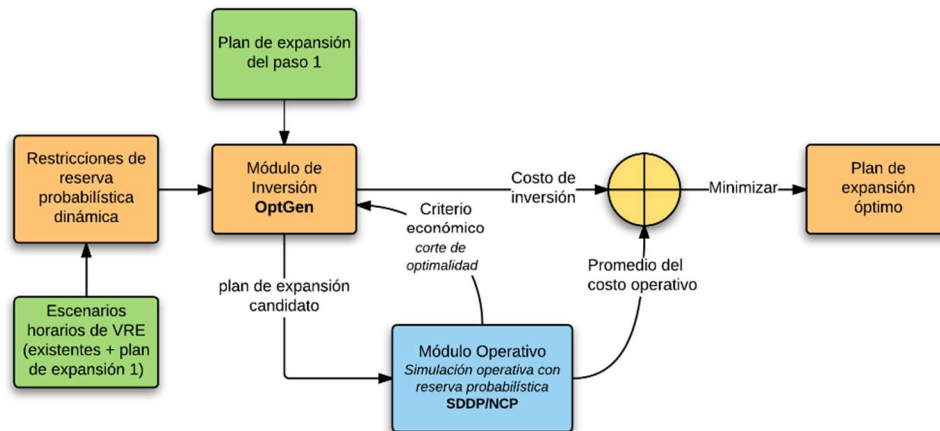 Plan de expansión
del paso 1
Restricciones de
reserva
probabilística
dinámica
Módulo de
Inversión
OptGen
Costo de
inversión
Minimizar
Plan de
expansión
óptimo
Criterio
económico
corte de
optimalidad
plan de expansión
candidato
Promedio del
costo operativo
Escenarios
horarios de VRE
(existentes + plan
de expansión 1)
Módulo Operativo
Simulación operativa con
reserva probabilística
SDDP/NCP